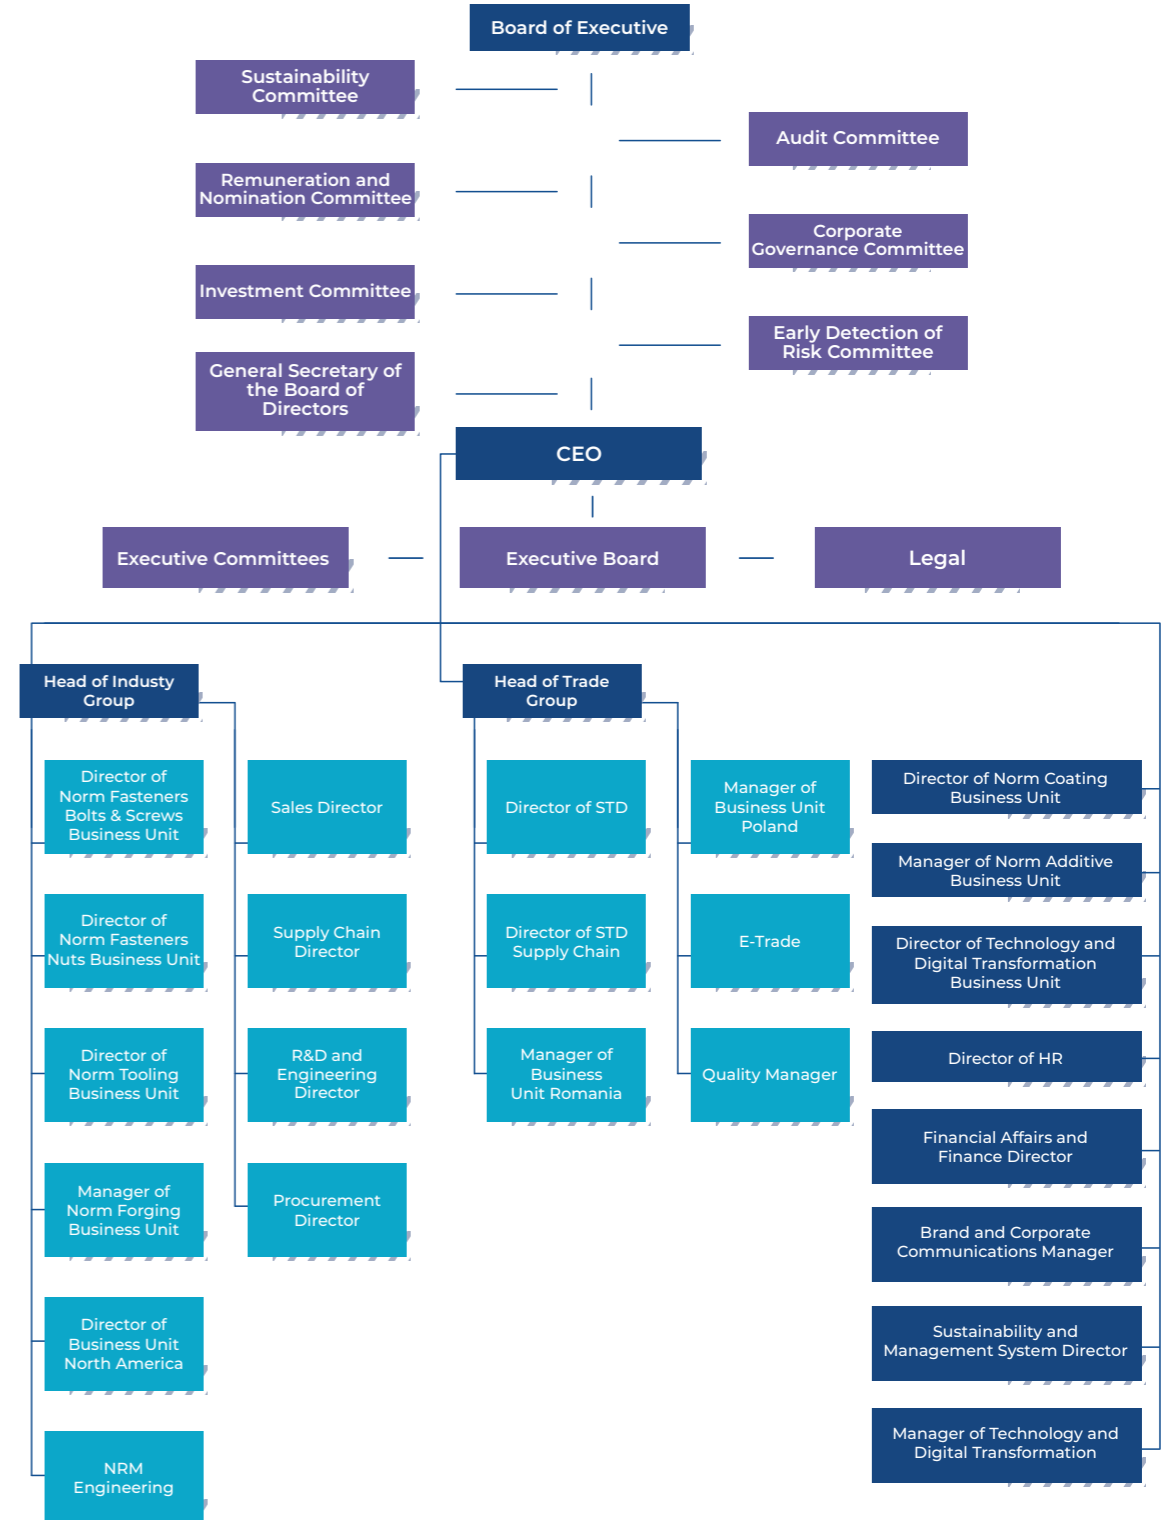 Board of Executive
Sustainability
Committee
Audit Committee
Remuneration and
Nomination Committee
Corporate
Governance Committee
Investment Committee
Early Detection of
Risk Committee
General Secretary of
the Board of
Directors
CEO
Executive Committees
Executive Board
Legal
Head of Industy
Group
Head of Trade
Group
Director of
Norm Fasteners
Bolts & Screws
Business Unit
Sales Director
Director of STD
Manager of
Business Unit
Poland
Director of Norm Coating
Business Unit
Manager of Norm Additive
Business Unit
Director of
Norm Fasteners
Nuts Business Unit
Supply Chain
Director
Director of STD
Supply Chain
E-Trade
Director of Technology and
Digital Transformation
Business Unit
Director of
Norm Tooling
Business Unit
R&D and
Engineering
Director
Manager of
Business
Unit Romania
Quality Manager
Director of HR
Financial Affairs and
Finance Director
Manager of
Norm Forging
Business Unit
Procurement
Director
Brand and Corporate
Communications Manager
Director of
Business Unit
North America
Sustainability and
Management System Director
Manager of Technology and
Digital Transformation
NRM
Engineering